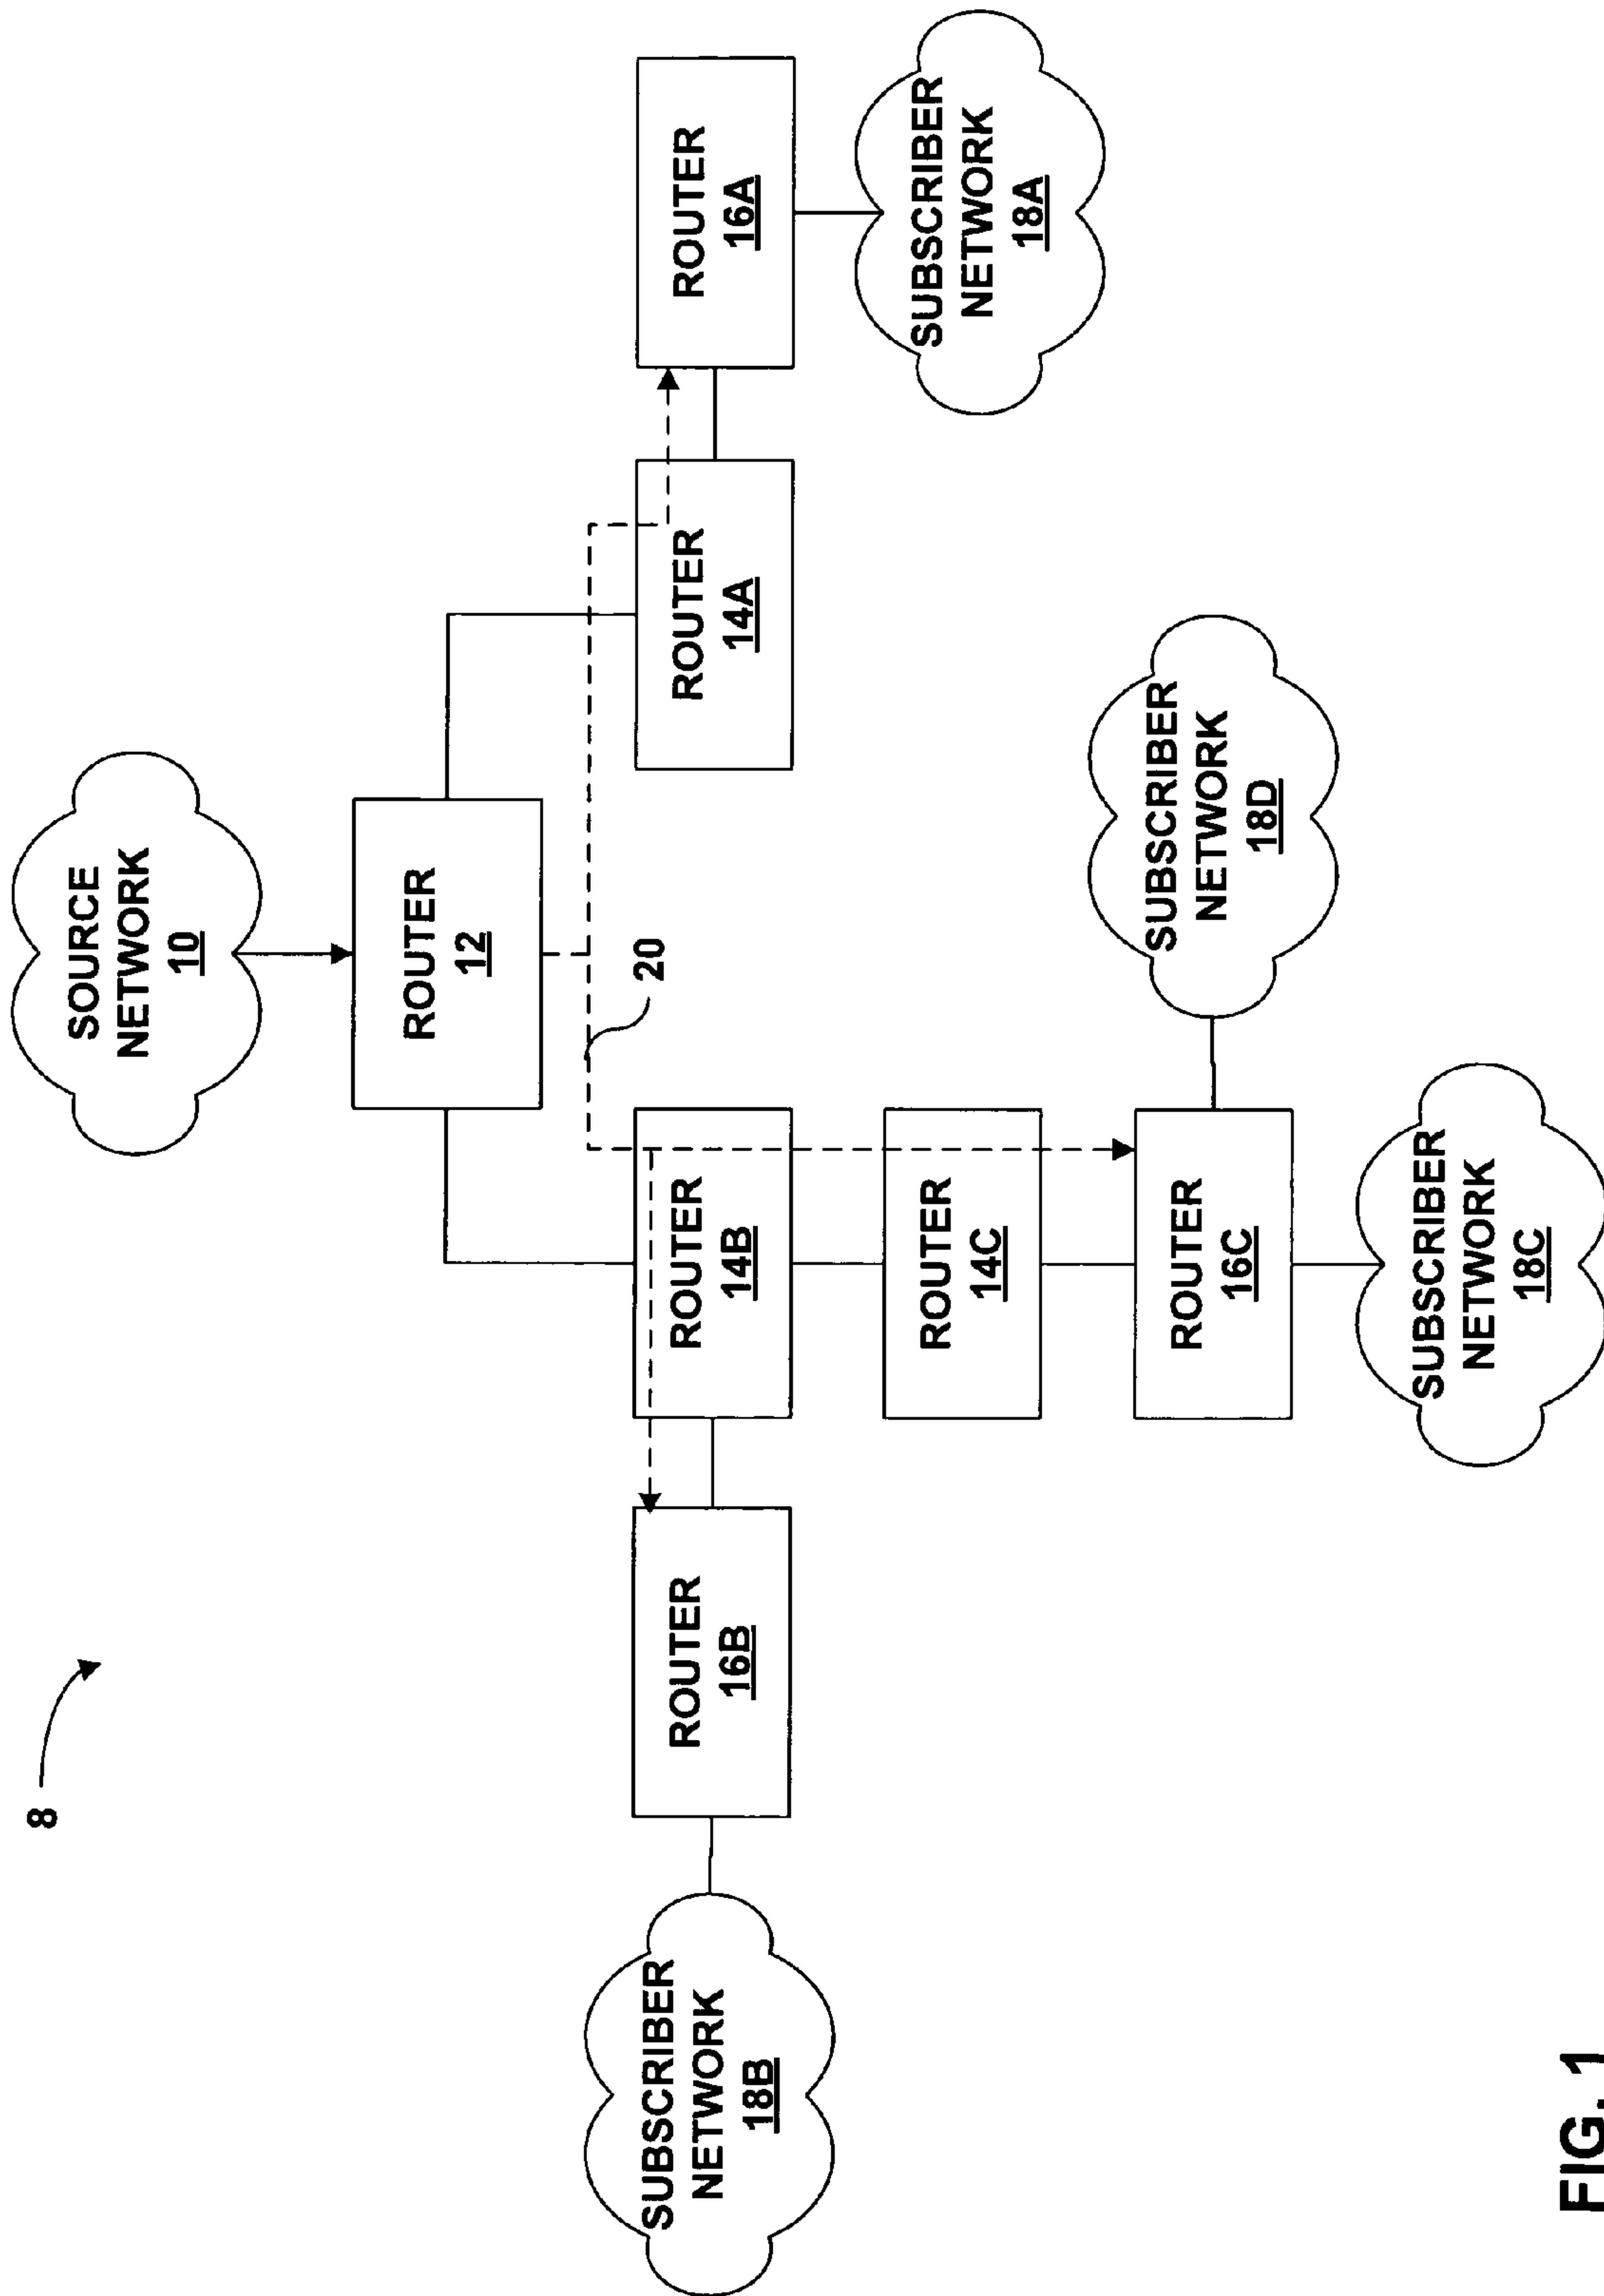 8
SOURCE
NETWORK
10
ROUTER
12
20
SUBSCRIBER
NETWORK
18B
ROUTER
16B
ROUTER
14B
ROUTER
14A
ROUTER
16A
ROUTER
14C
SUBSCRIBER
NETWORK
18A
ROUTER
16C
SUBSCRIBER
NETWORK
18D
SUBSCRIBER
NETWORK
18C
FIG. 1